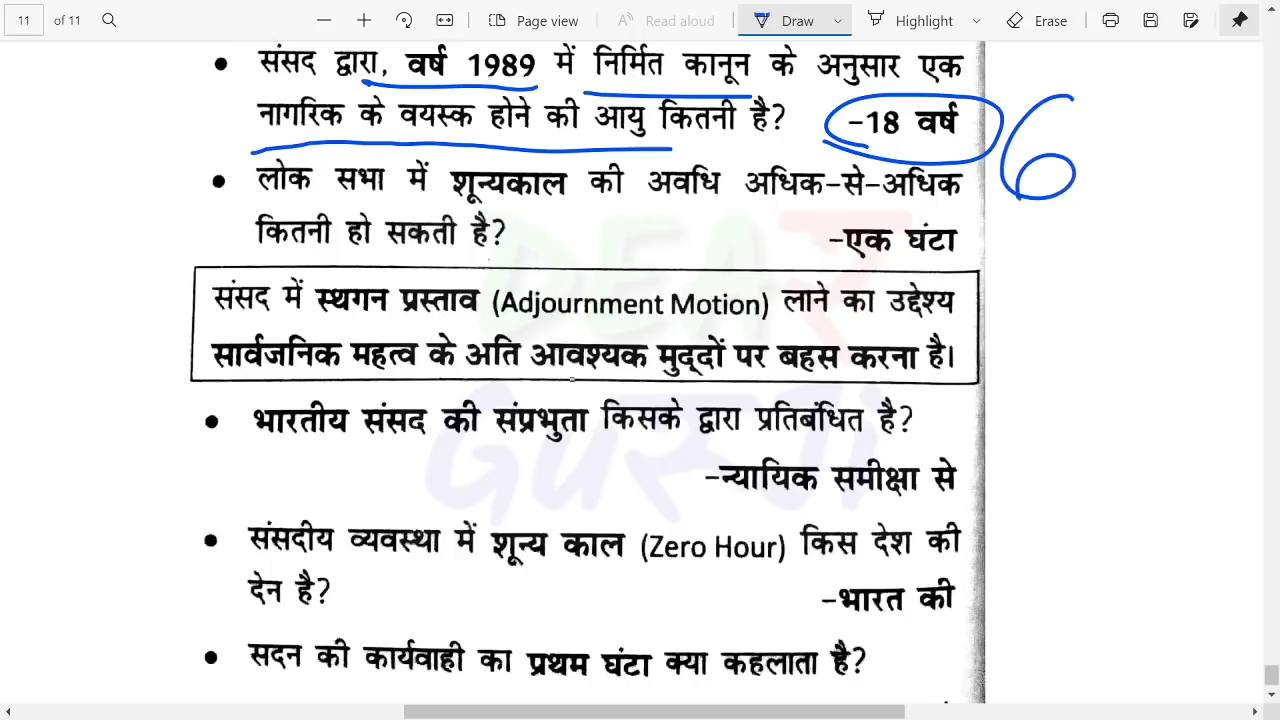 11 of 11 Page view Read aloud Draw Highlight Erase
संसद द्वारा, वर्ष 1989 में निर्मित कानून के अनुसार एक
नागरिक के वयस्क होने की आयु कितनी है? -18 वर्ष 6
लोक सभा में शून्यकाल की अवधि अधिक-से-अधिक
कितनी हो सकती है? -एक घंटा
संसद में स्थगन प्रस्ताव (Adjournment Motion) लाने का उद्देश्य
सार्वजनिक महत्व के अति आवश्यक मुद्दों पर बहस करना है।
भारतीय संसद की संप्रभुता किसके द्वारा प्रतिबंधित है?
-न्यायिक समीक्षा से
संसदीय व्यवस्था में शून्य काल (Zero Hour) किस देश की
देन है? -भारत की
सदन की कार्यवाही का प्रथम घंटा क्या कहलाता है?